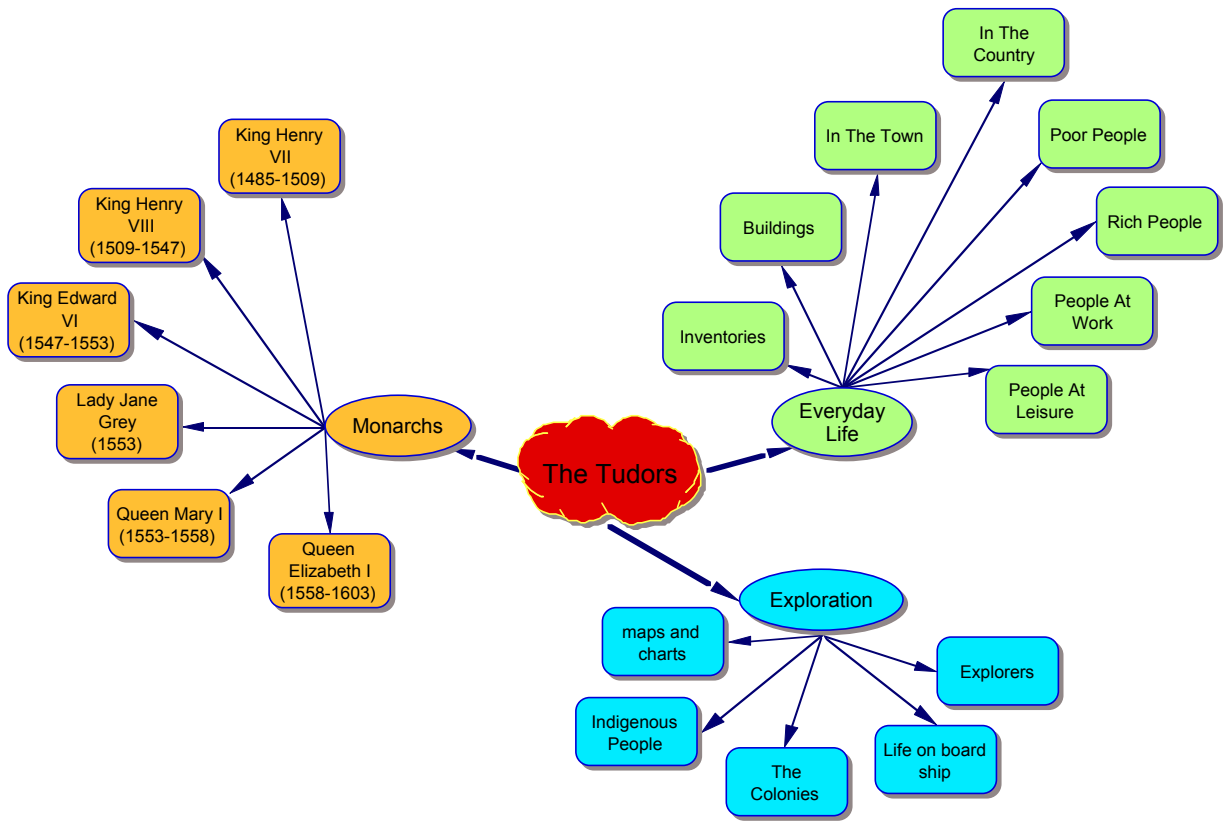 The Tudors
Monarchs
King Henry
VII
(1485-1509)
King Henry
VIII
(1509-1547)
King Edward
VI
(1547-1553)
Lady Jane
Grey
(1553)
Queen Mary I
(1553-1558)
Queen
Elizabeth I
(1558-1603)
Everyday
Life
Inventories
Buildings
In The Town
In The
Country
Poor People
Rich People
People At
Work
People At
Leisure
Exploration
maps and
charts
Indigenous
People
The
Colonies
Life on board
ship
Explorers